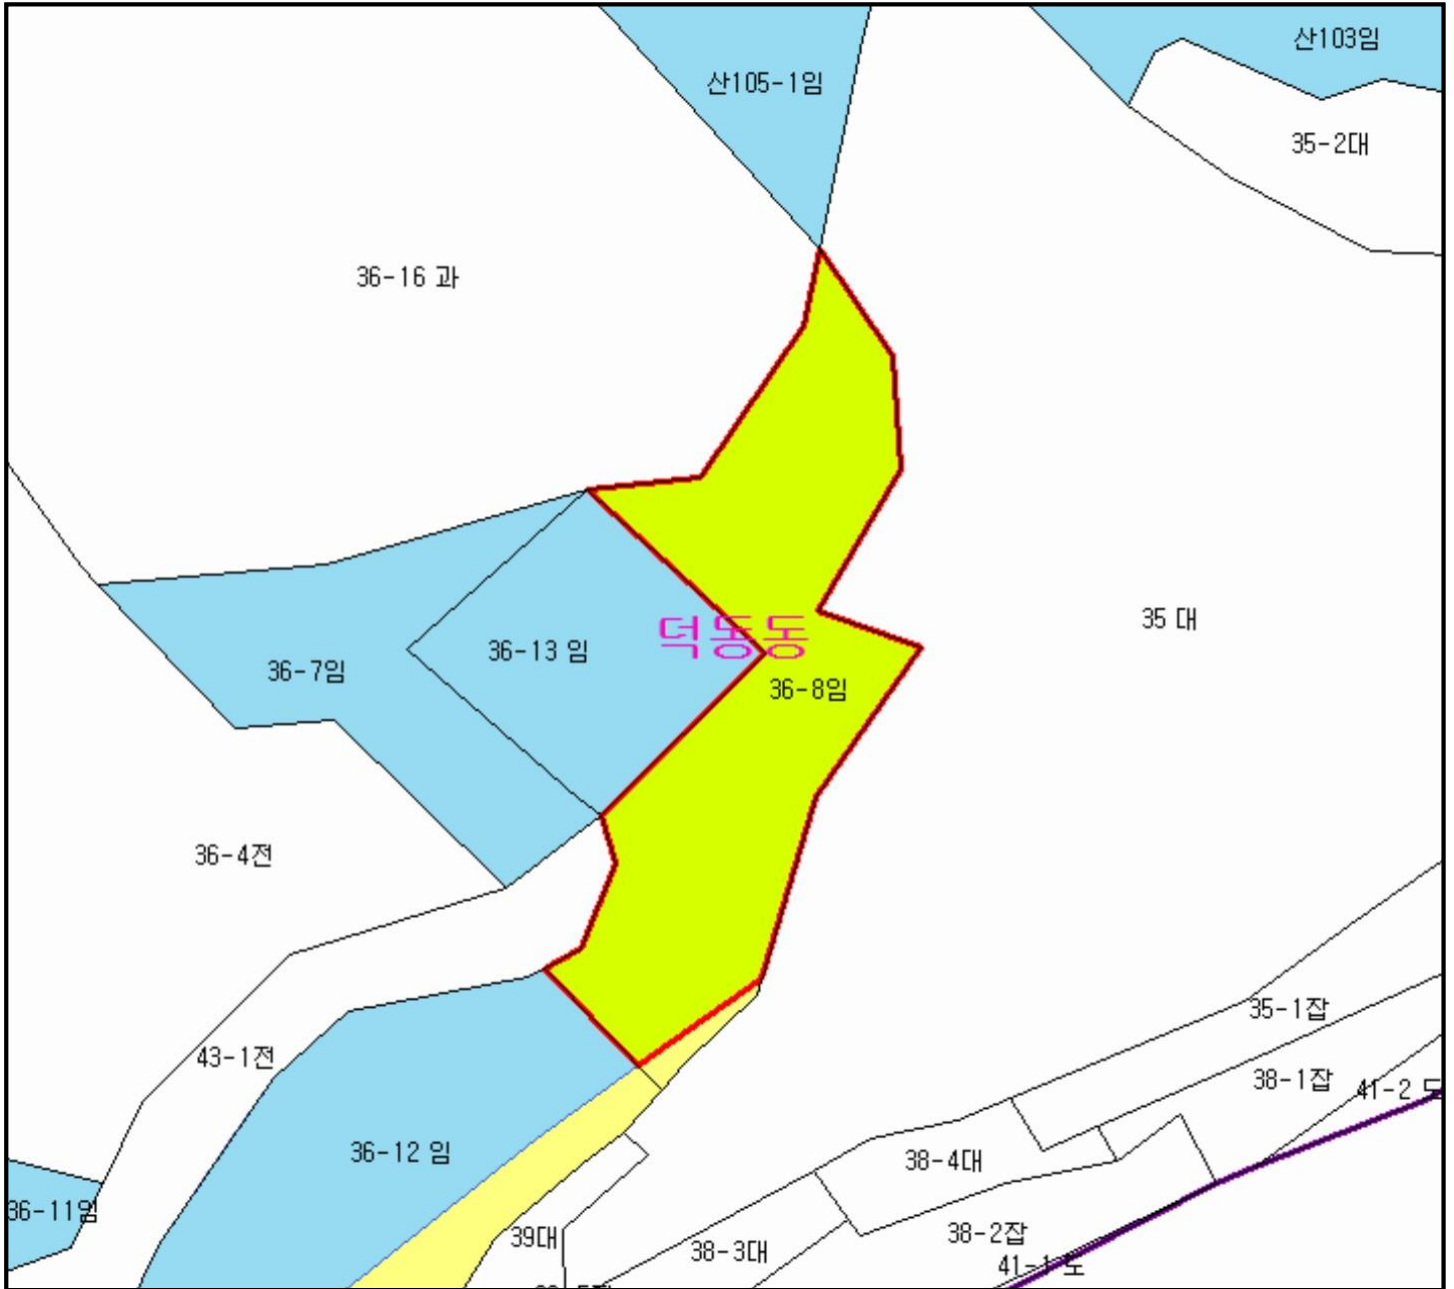 산103임
산105-1임
35-2대
36-16 과
35 대
덕동동
36-13 임
36-7임
36-8임
36-4전
35-1잡
43-1전
38-1잡
41-2 도
36-12 임
38-4대
36-11임
39대
38-2잡
38-3대
41-1 도